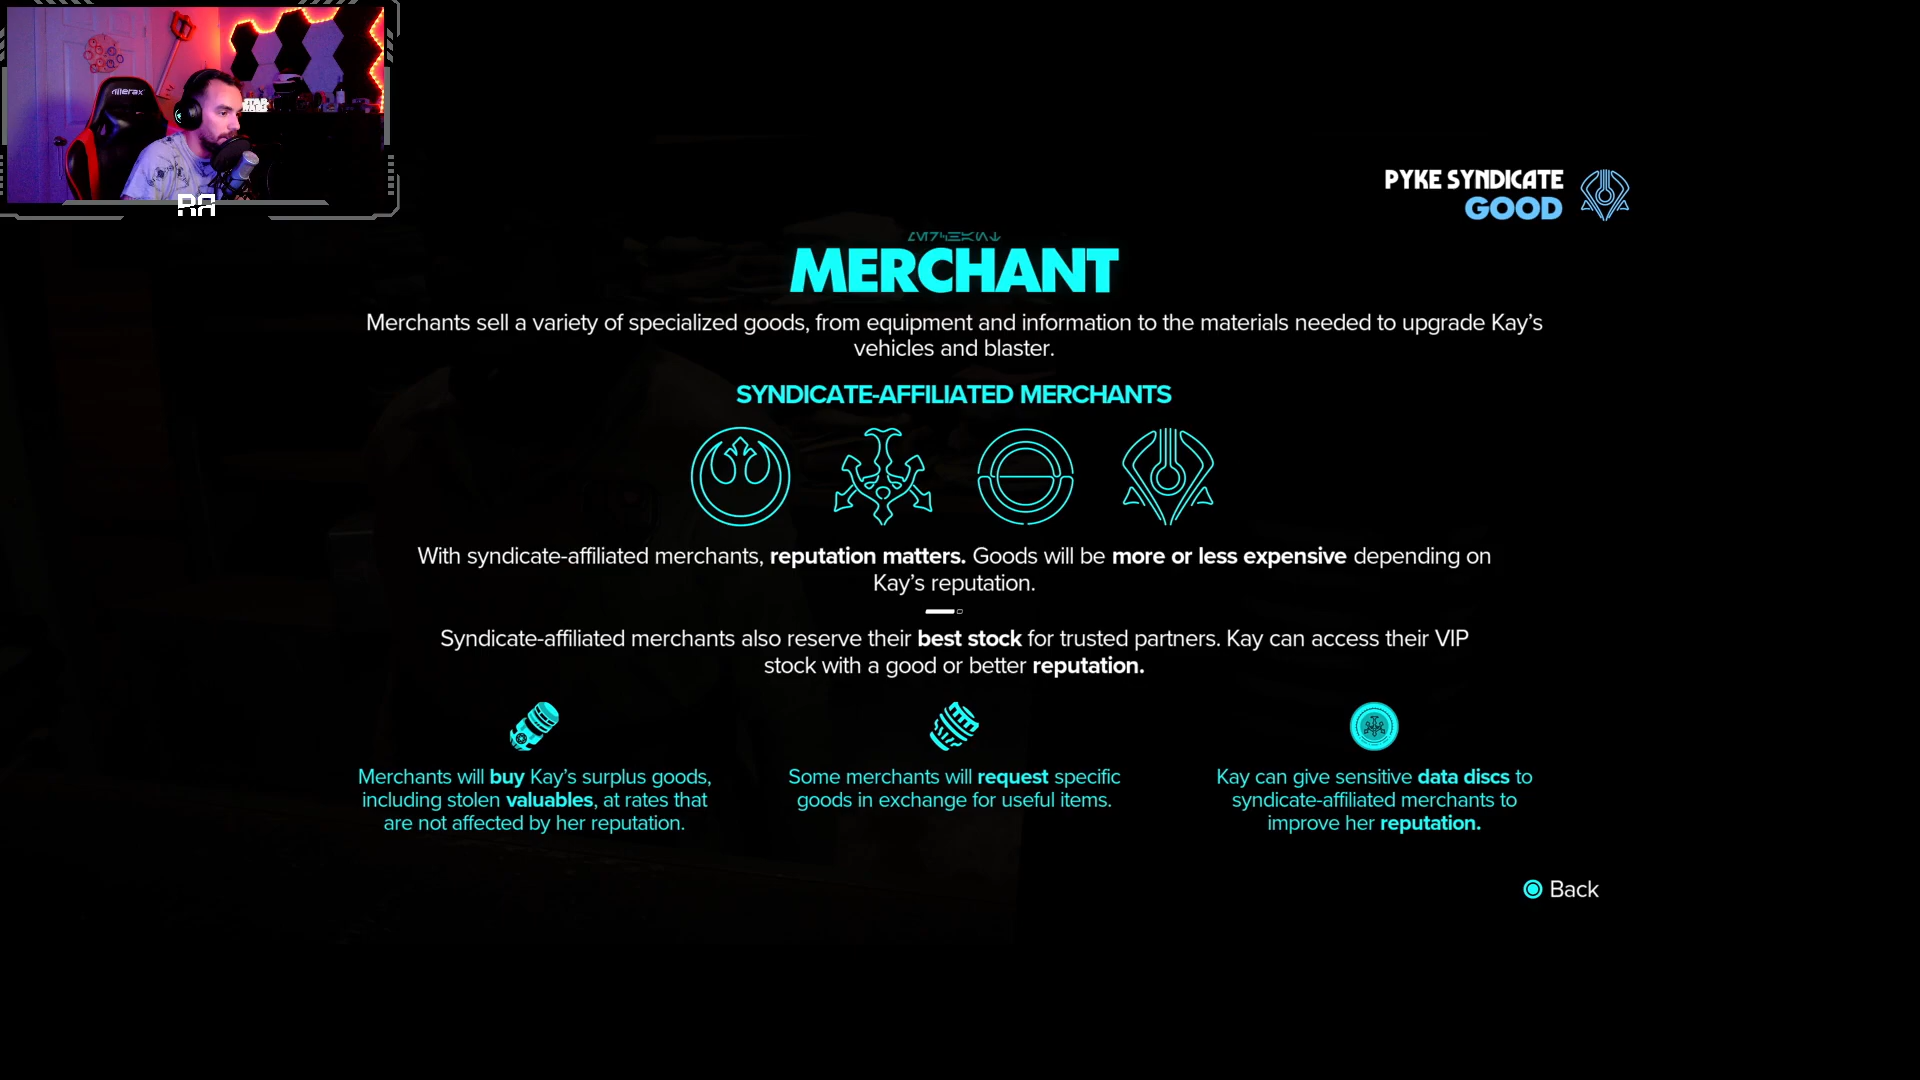 millerax
STAR
WARS
RA
PYKE SYNDICATE
GOOD
MERCHANT
Merchants sell a variety of specialized goods, from equipment and information to the materials needed to upgrade Kay’s
vehicles and blaster.
SYNDICATE-AFFILIATED MERCHANTS
With syndicate-affiliated merchants, reputation matters. Goods will be more or less expensive depending on
Kay’s reputation.
Syndicate-affiliated merchants also reserve their best stock for trusted partners. Kay can access their VIP
stock with a good or better reputation.
Merchants will buy Kay’s surplus goods,
including stolen valuables, at rates that
are not affected by her reputation.
Some merchants will request specific
goods in exchange for useful items.
Kay can give sensitive data discs to
syndicate-affiliated merchants to
improve her reputation.
Back